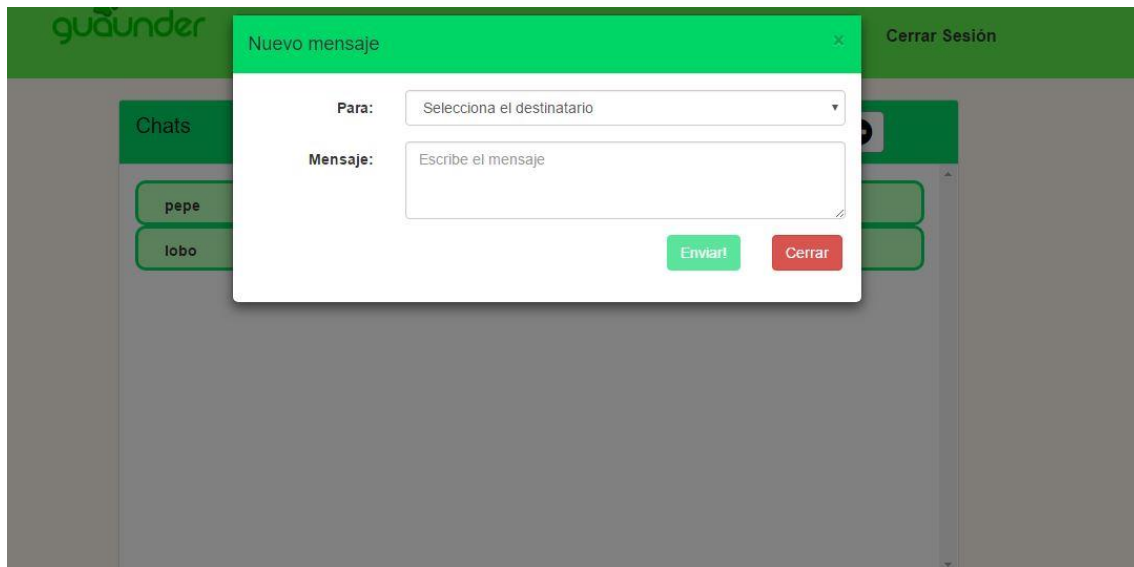 guaunder
Cerrar Sesión
Nuevo mensaje
×
Para:
Selecciona el destinatario
Mensaje:
Escribe el mensaje
Enviar!
Cerrar
Chats
pepe
lobo